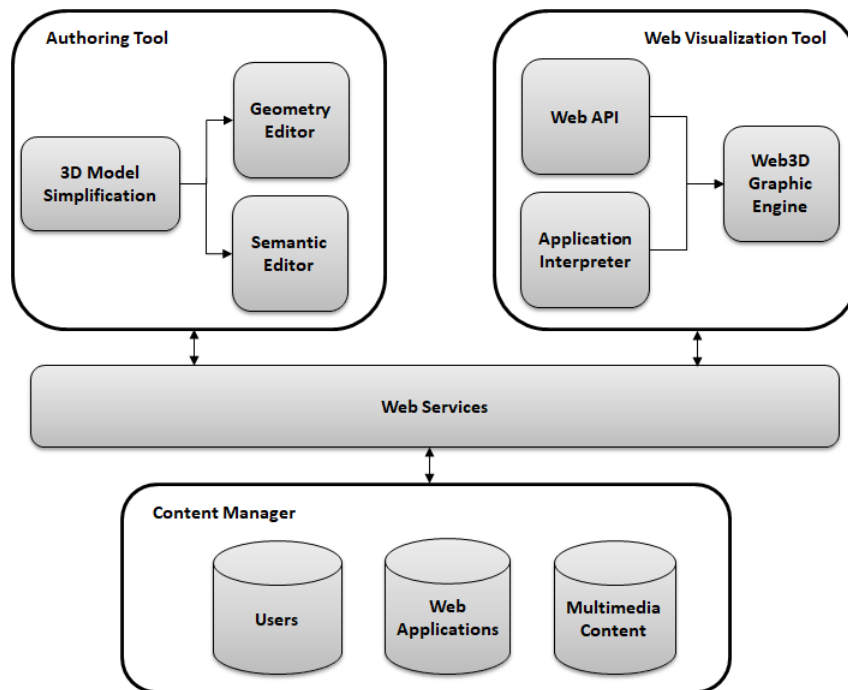 Authoring Tool
3D Model
Simplification
Geometry
Editor
Semantic
Editor
Web Visualization Tool
Web API
Application
Interpreter
Web3D
Graphic
Engine
Web Services
Content Manager
Users
Web
Applications
Multimedia
Content